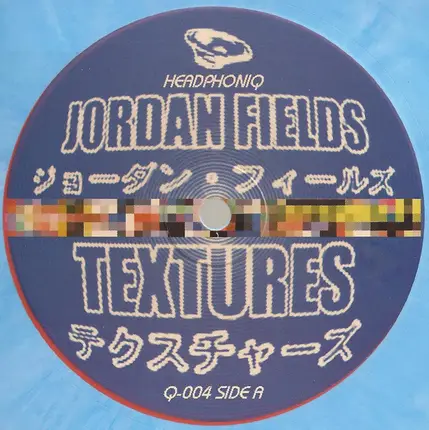 HEADPHONIQ
JORDAN FIELDS
ジョーダン・フィールズ
TEXTURES
テクスチャーズ
Q-004 SIDE A